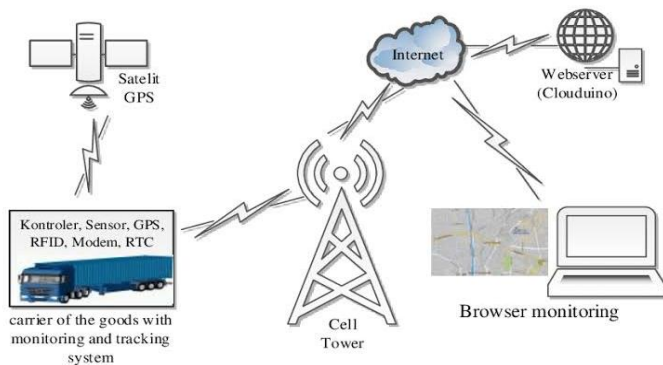 Satelit
GPS
Internet
Webserver
(Clouduino)
Kontroler, Sensor, GPS,
RFID, Modem, RTC
carrier of the goods with
monitoring and tracking
system
Cell
Tower
Browser monitoring